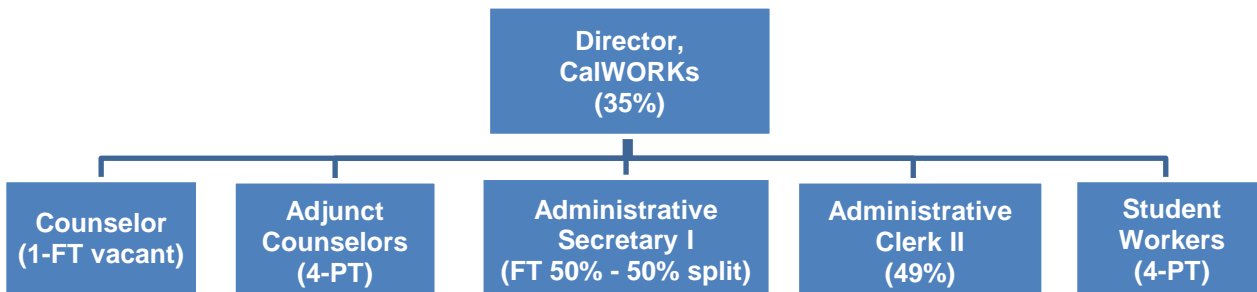 Director,
CalWORKs
(35%)
Counselor
(1-FT vacant)
Adjunct
Counselors
(4-PT)
Administrative
Secretary I
(FT 50% - 50% split)
Administrative
Clerk II
(49%)
Student
Workers
(4-PT)